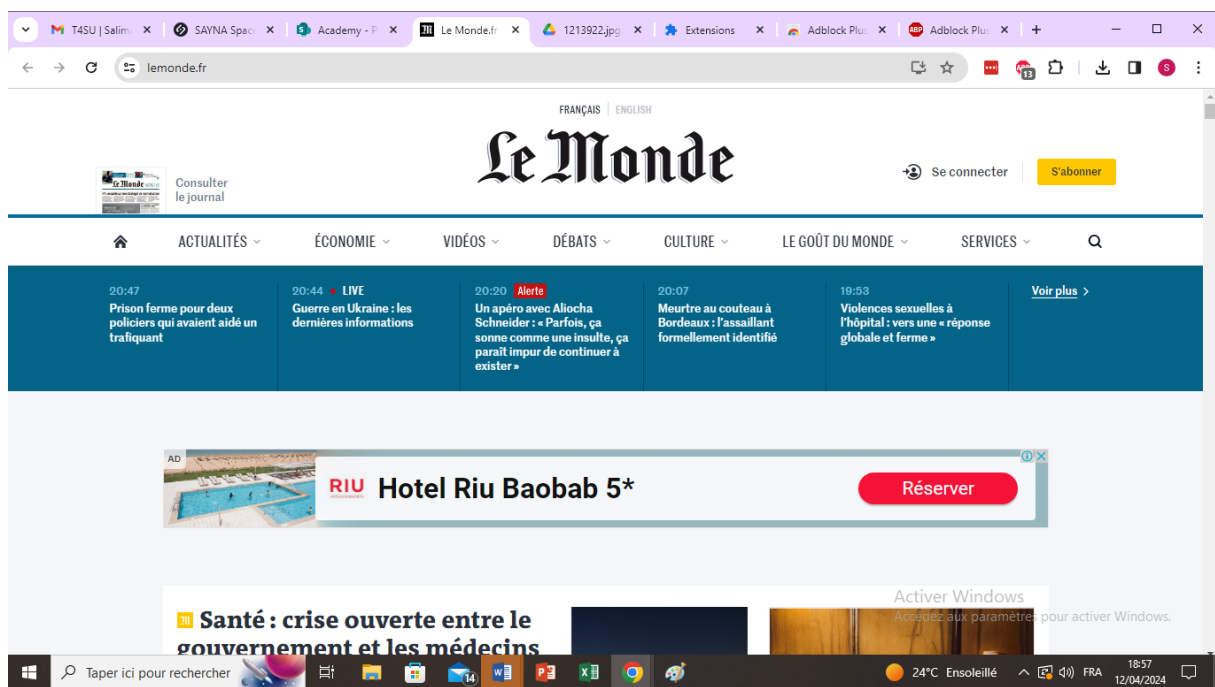 T4SU | Salim
SAYNA Spac
Academy - P
Le Monde.fr
1213922.jpg
Extensions
Adblock Plu
Adblock Plu
lemonde.fr
13
S
FRANÇAIS | ENGLISH
Le Monde
Le Monde
Consulter
le journal
Se connecter
S'abonner
ACTUALITÉS
ÉCONOMIE
VIDÉOS
DÉBATS
CULTURE
LE GOÛT DU MONDE
SERVICES
20:47
Prison ferme pour deux
policiers qui avaient aidé un
trafiquant
20:44 • LIVE
Guerre en Ukraine : les
dernières informations
20:20 Alerte
Un apéro avec Aliocha
Schneider : « Parfois, ça
sonne comme une insulte, ça
paraît impur de continuer à
exister »
20:07
Meurtre au couteau à
Bordeaux : l'assaillant
formellement identifié
19:53
Violences sexuelles à
l'hôpital : vers une « réponse
globale et ferme »
Voir plus >
AD
RIU
Hotel Riu Baobab 5*
Réserver
Santé : crise ouverte entre le
gouvernement et les médecins
Activer Windows
Accédez aux paramètres pour activer Windows.
Taper ici pour rechercher
14
24°C Ensoleillé
FRA
18:57
12/04/2024